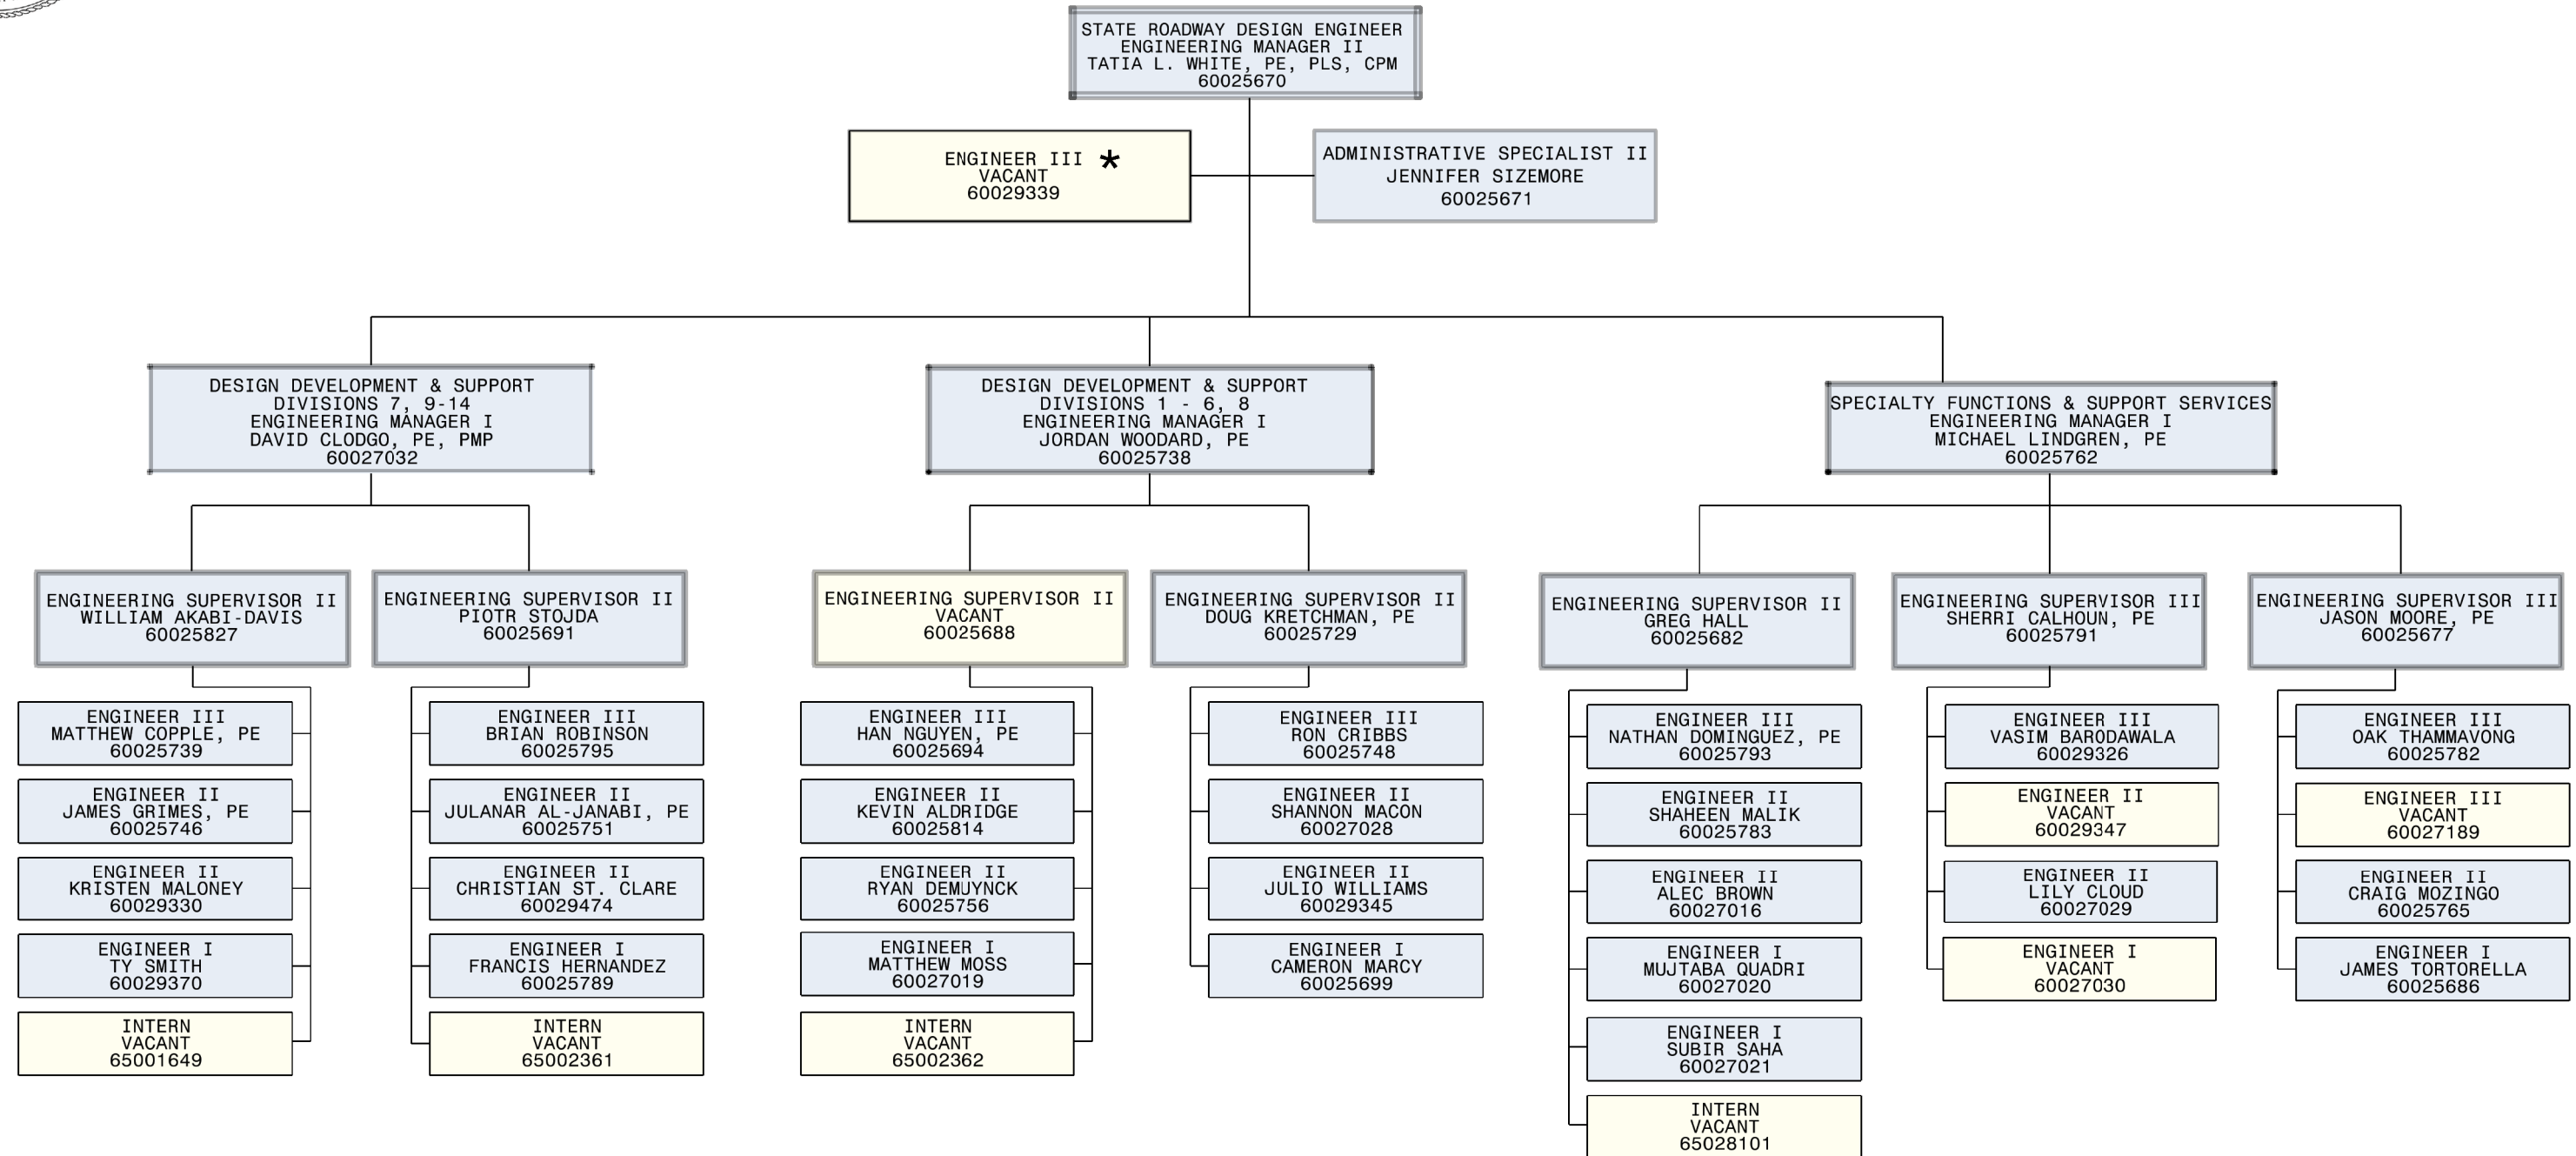 STATE ROADWAY DESIGN ENGINEER
ENGINEERING MANAGER II
TATIA L. WHITE, PE, PLS, CPM
60025670
ENGINEER III *
VACANT
60029339
ADMINISTRATIVE SPECIALIST II
JENNIFER SIZEMORE
60025671
DESIGN DEVELOPMENT & SUPPORT
DIVISIONS 7, 9-14
ENGINEERING MANAGER I
DAVID CLODGO, PE, PMP
60027032
DESIGN DEVELOPMENT & SUPPORT
DIVISIONS 1 - 6, 8
ENGINEERING MANAGER I
JORDAN WOODARD, PE
60025738
SPECIALTY FUNCTIONS & SUPPORT SERVICES
ENGINEERING MANAGER I
MICHAEL LINDGREN, PE
60025762
ENGINEERING SUPERVISOR II
WILLIAM AKABI-DAVIS
60025827
ENGINEERING SUPERVISOR II
PIOTR STOJDA
60025691
ENGINEERING SUPERVISOR II
VACANT
60025688
ENGINEERING SUPERVISOR II
DOUG KRETCHMAN, PE
60025729
ENGINEERING SUPERVISOR II
GREG HALL
60025682
ENGINEERING SUPERVISOR III
SHERRI CALHOUN, PE
60025791
ENGINEERING SUPERVISOR III
JASON MOORE, PE
60025677
ENGINEER III
MATTHEW COPPLE, PE
60025739
ENGINEER II
JAMES GRIMES, PE
60025746
ENGINEER II
KRISTEN MALONEY
60029330
ENGINEER I
TY SMITH
60029370
INTERN
VACANT
65001649
ENGINEER III
BRIAN ROBINSON
60025795
ENGINEER II
JULANAR AL-JANABI, PE
60025751
ENGINEER II
CHRISTIAN ST. CLARE
60029474
ENGINEER I
FRANCIS HERNANDEZ
60025789
INTERN
VACANT
65002361
ENGINEER III
HAN NGUYEN, PE
60025694
ENGINEER II
KEVIN ALDRIDGE
60025814
ENGINEER II
RYAN DEMUYNCK
60025756
ENGINEER I
MATTHEW MOSS
60027019
INTERN
VACANT
65002362
ENGINEER III
RON CRIBBS
60025748
ENGINEER II
SHANNON MACON
60027028
ENGINEER II
JULIO WILLIAMS
60029345
ENGINEER I
CAMERON MARCY
60025699
ENGINEER III
NATHAN DOMINGUEZ, PE
60025793
ENGINEER II
SHAHEEN MALIK
60025783
ENGINEER II
ALEC BROWN
60027016
ENGINEER I
MUJTABA QUADRI
60027020
ENGINEER I
SUBIR SAHA
60027021
INTERN
VACANT
65028101
ENGINEER III
VASIM BARODAWALA
60029326
ENGINEER II
VACANT
60029347
ENGINEER II
LILY CLOUD
60027029
ENGINEER I
VACANT
60027030
ENGINEER III
OAK THAMMAVONG
60025782
ENGINEER III
VACANT
60027189
ENGINEER II
CRAIG MOZINGO
60025765
ENGINEER I
JAMES TORTORELLA
60025686